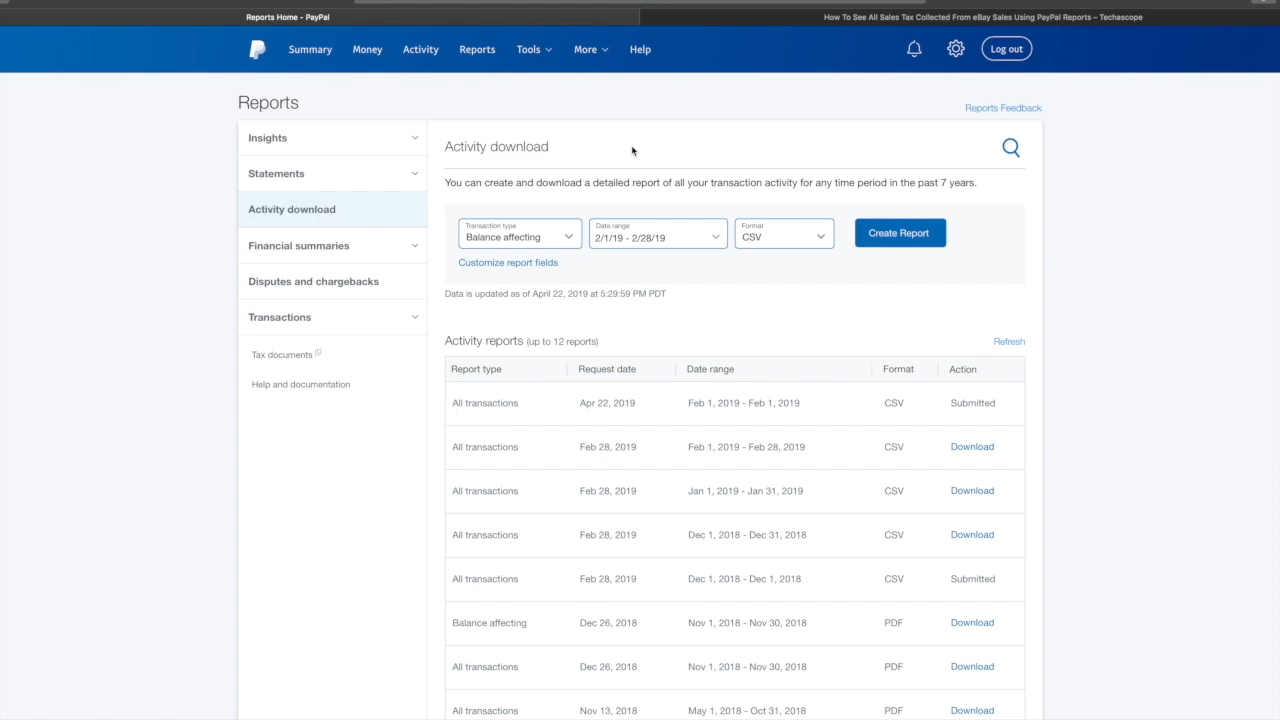 Reports Home - PayPal
How To See All Sales Tax Collected From eBay Sales Using PayPal Reports – Techascope
Summary Money Activity Reports Tools More Help Log out
Reports
Reports Feedback
Insights
Statements
Activity download
Financial summaries
Disputes and chargebacks
Transactions
Tax documents
Help and documentation
Activity download
You can create and download a detailed report of all your transaction activity for any time period in the past 7 years.
Transaction type Date range Format
Balance affecting 2/1/19 - 2/28/19 CSV Create Report
Customize report fields
Data is updated as of April 22, 2019 at 5:29:59 PM PDT
Activity reports (up to 12 reports) Refresh
Report type Request date Date range Format Action
All transactions Apr 22, 2019 Feb 1, 2019 - Feb 1, 2019 CSV Submitted
All transactions Feb 28, 2019 Feb 1, 2019 - Feb 28, 2019 CSV Download
All transactions Feb 28, 2019 Jan 1, 2019 - Jan 31, 2019 CSV Download
All transactions Feb 28, 2019 Dec 1, 2018 - Dec 31, 2018 CSV Download
All transactions Feb 28, 2019 Dec 1, 2018 - Dec 1, 2018 CSV Submitted
Balance affecting Dec 26, 2018 Nov 1, 2018 - Nov 30, 2018 PDF Download
All transactions Dec 26, 2018 Nov 1, 2018 - Nov 30, 2018 PDF Download
All transactions Nov 13, 2018 May 1, 2018 - Oct 31, 2018 PDF Download